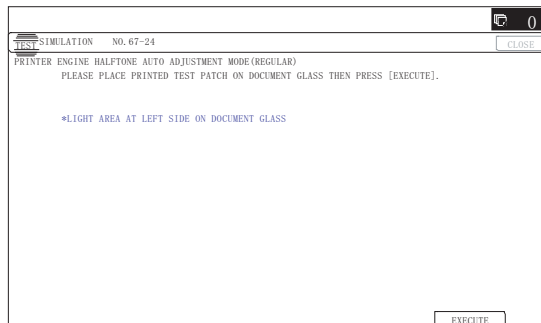 0
TEST SIMULATION NO.67-24
CLOSE
PRINTER ENGINE HALFTONE AUTO ADJUSTMENT MODE(REGULAR)
PLEASE PLACE PRINTED TEST PATCH ON DOCUMENT GLASS THEN PRESS [EXECUTE].
*LIGHT AREA AT LEFT SIDE ON DOCUMENT GLASS
EXECUTE